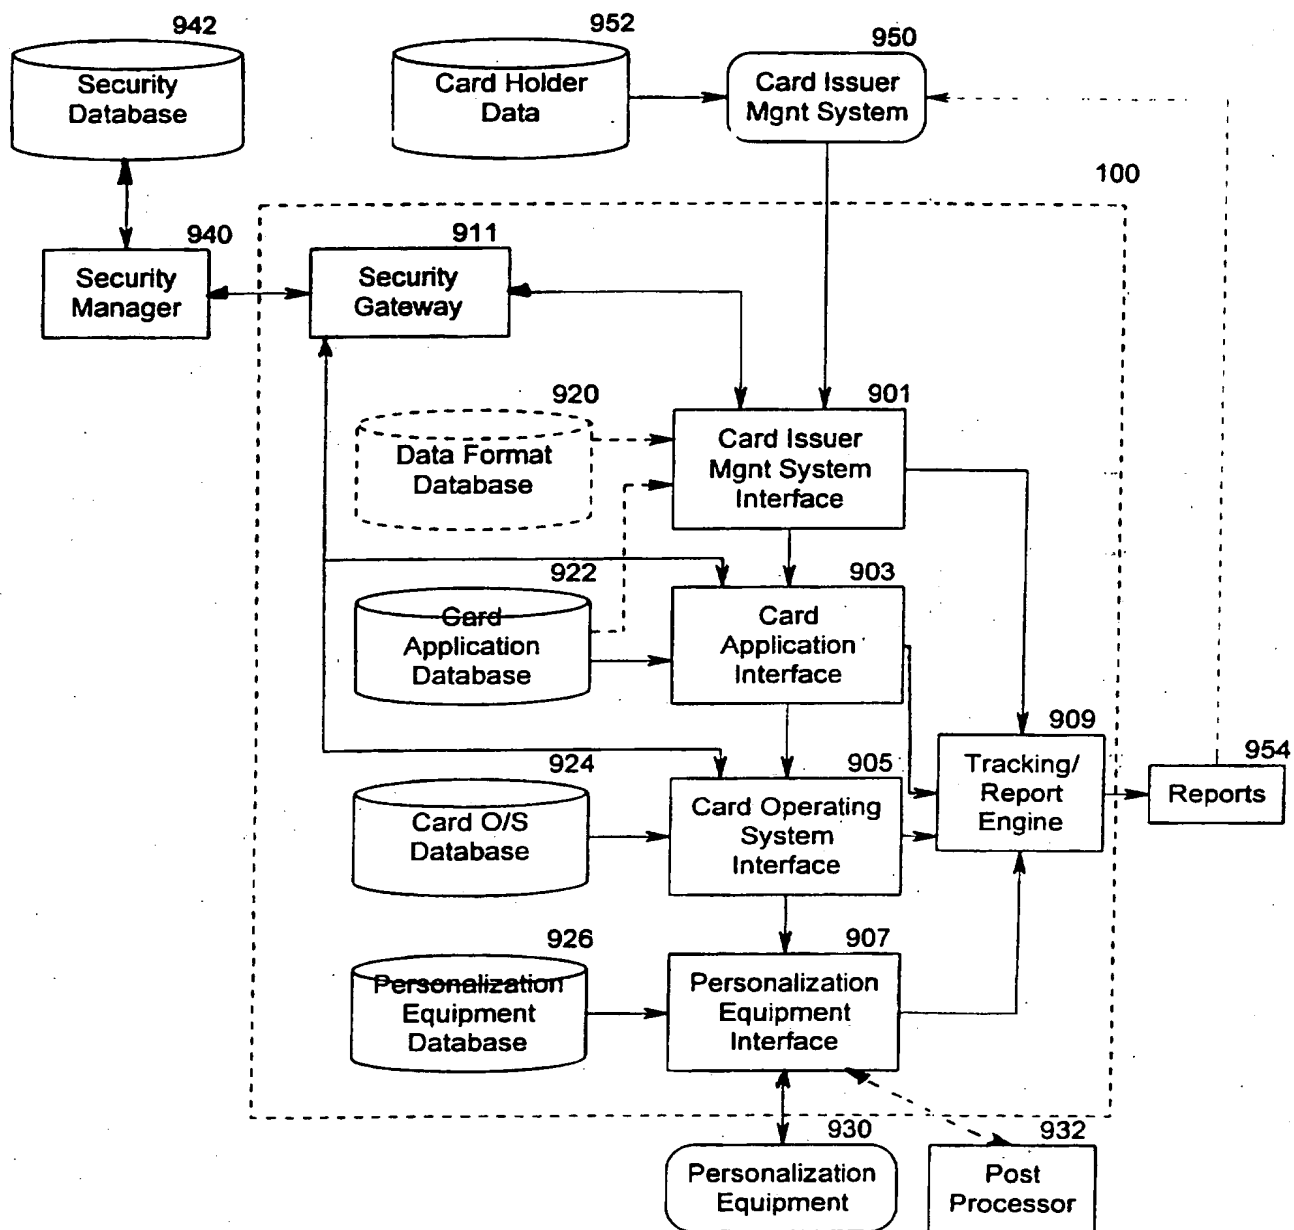 942
Security
Database
952
Card Holder
Data
950
Card Issuer
Mgnt System
100
940
Security
Manager
911
Security
Gateway
920
Data Format
Database
901
Card Issuer
Mgnt System
Interface
922
Card
Application
Database
903
Card
Application
Interface
909
Tracking/
Report
Engine
954
Reports
924
Card O/S
Database
905
Card Operating
System
Interface
926
Personalization
Equipment
Database
907
Personalization
Equipment
Interface
930
Personalization
Equipment
932
Post
Processor